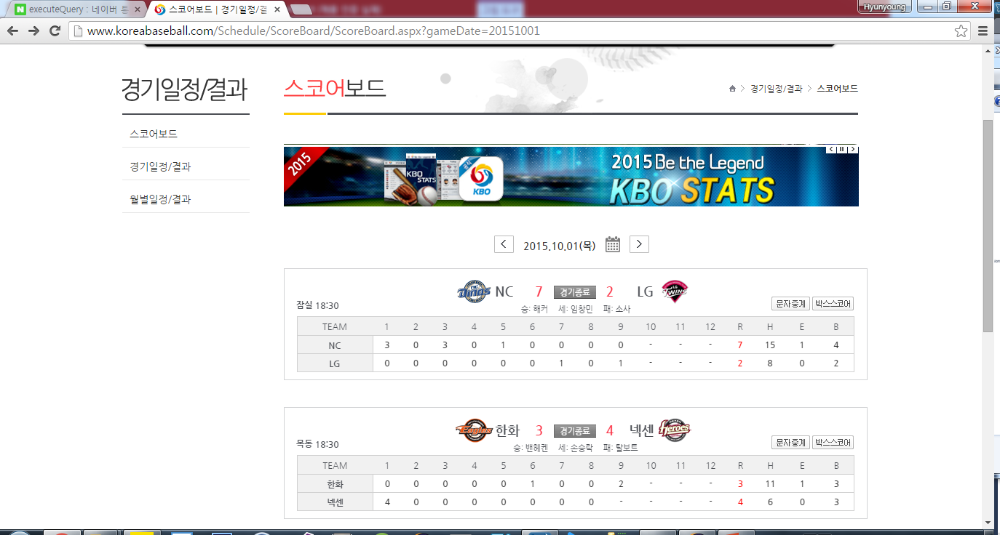 executeQuery : 네이버 통
스코어보드 | 경기일정/결
Hyunyoung
www.koreabaseball.com/Schedule/ScoreBoard/ScoreBoard.aspx?gameDate=20151001
경기일정/결과
스코어보드
경기일정/결과
월별일정/결과
스코어보드
경기일정/결과 > 스코어보드
2015
KBO STATS
KBO
2015 Be the Legend
KBO STATS
2015.10.01(목)
NC 7 경기종료 2 LG
DINOS
TWINS
잠실 18:30
승: 해커 세: 임창민 패: 소사
문자중계 박스스코어
TEAM 1 2 3 4 5 6 7 8 9 10 11 12 R H E B
NC 3 0 3 0 1 0 0 0 0 - - - 7 15 1 4
LG 0 0 0 0 0 0 1 0 1 - - - 2 8 0 2
Eagles 한화 3 경기종료 4 넥센 Heroes
목동 18:30
승: 밴헤켄 세: 손승락 패: 탈보트
문자중계 박스스코어
TEAM 1 2 3 4 5 6 7 8 9 10 11 12 R H E B
한화 0 0 0 0 0 1 0 0 2 - - - 3 11 1 3
넥센 4 0 0 0 0 0 0 0 - - - - 4 6 0 3